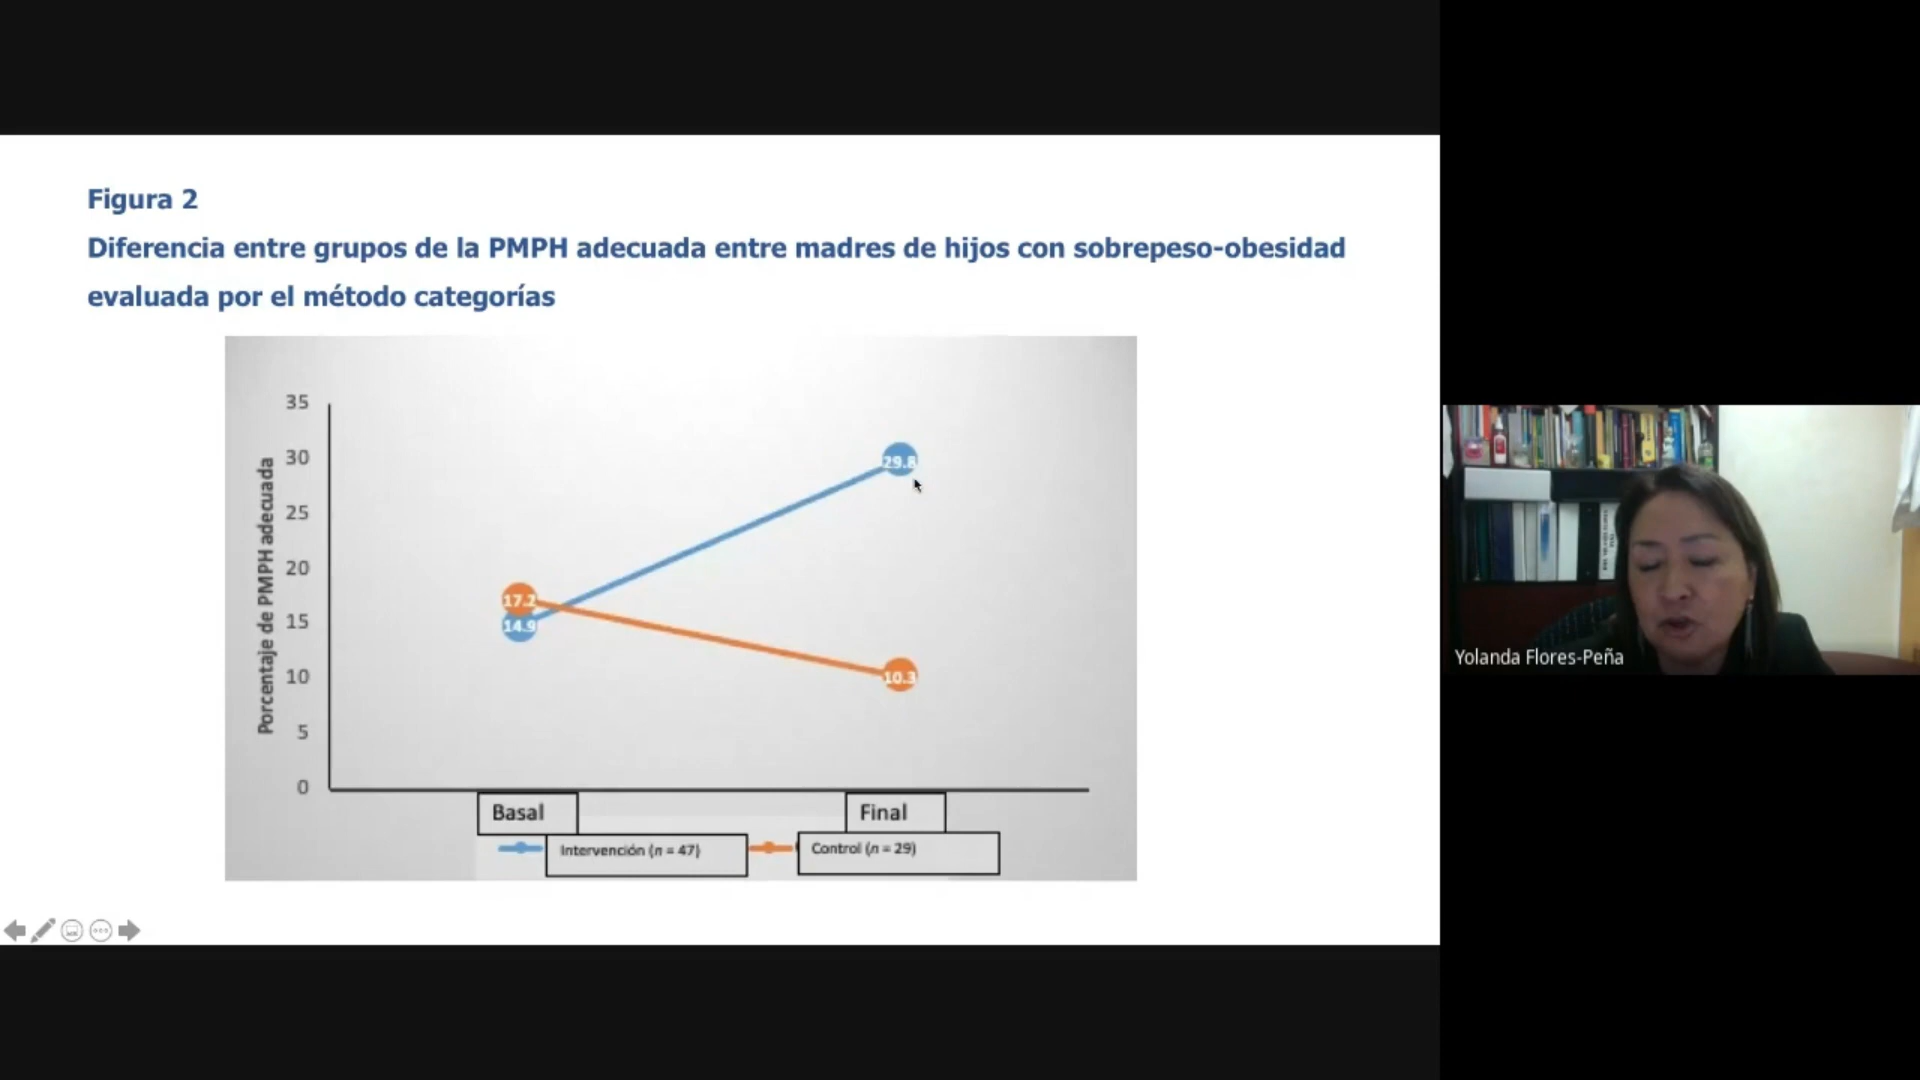 Figura 2
Diferencia entre grupos de la PMPH adecuada entre madres de hijos con sobrepeso-obesidad
evaluada por el método categorías
Porcentaje de PMPH adecuada
35
30
25
20
15
10
5
0
29.8
17.2
14.9
10.3
Basal
Final
Intervención (n = 47)
Control (n = 29)
Yolanda Flores-Peña